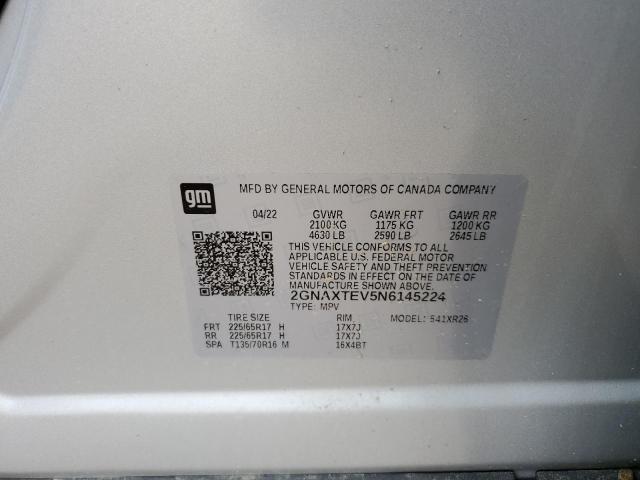 gm
MFD BY GENERAL MOTORS OF CANADA COMPANY
04/22 GVWR GAWR FRT GAWR RR
2100 KG 1175 KG 1200 KG
4630 LB 2590 LB 2645 LB
THIS VEHICLE CONFORMS TO ALL
APPLICABLE U.S. FEDERAL MOTOR
VEHICLE SAFETY AND THEFT PREVENTION
STANDARDS IN EFFECT ON THE DATE OF
MANUFACTURE SHOWN ABOVE.
2GNAXTEV5N6145224
TYPE: MPV
TIRE SIZE RIM MODEL: 541XR26
FRT 225/65R17 H 17X7J
RR 225/65R17 H 17X7J
SPA T135/70R16 M 16X4BT